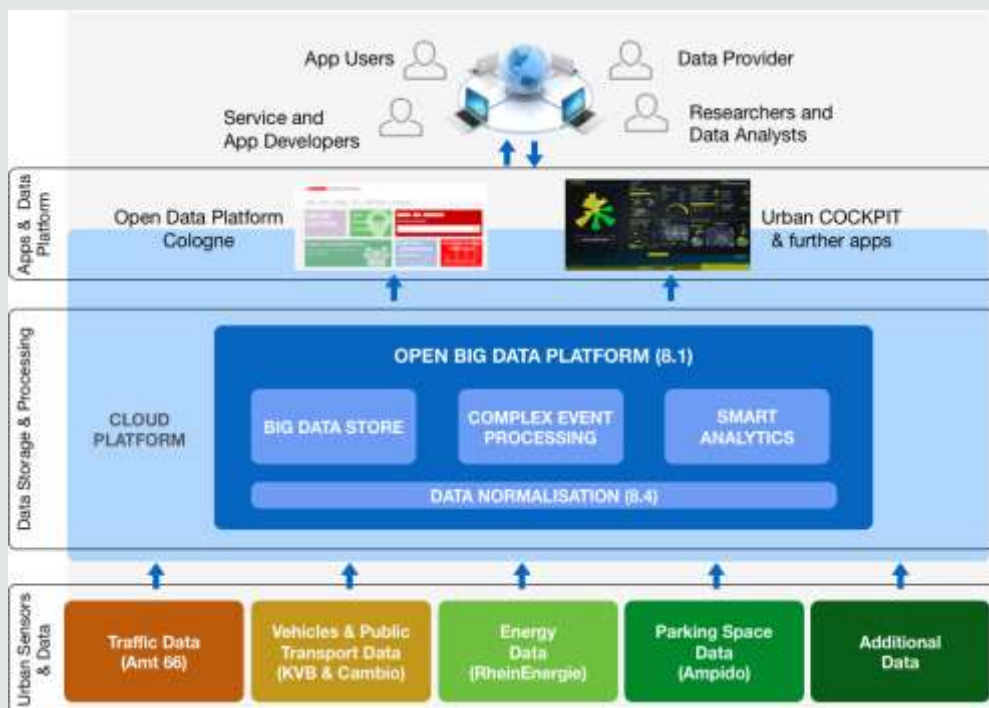 App Users
Data Provider
Service and
App Developers
Researchers and
Data Analysts
Apps & Data
Platform
Open Data Platform
Cologne
Urban COCKPIT
& further apps
Data Storage & Processing
CLOUD
PLATFORM
OPEN BIG DATA PLATFORM (8.1)
BIG DATA STORE
COMPLEX EVENT
PROCESSING
SMART
ANALYTICS
DATA NORMALISATION (8.4)
Urban Sensors
& Data
Traffic Data
(Amt 66)
Vehicles & Public
Transport Data
(KVB & Cambio)
Energy
Data
(RheinEnergie)
Parking Space
Data
(Ampido)
Additional
Data